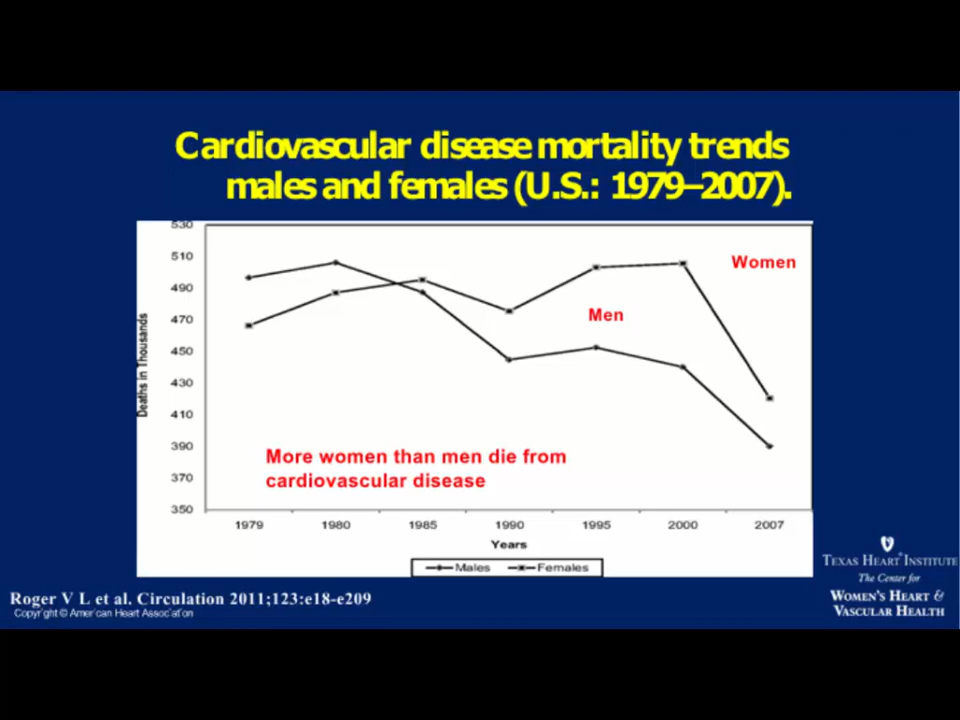 Cardiovascular disease mortality trends
males and females (U.S.: 1979–2007).
530
510
490
470
450
430
410
390
370
350
Deaths in Thousands
Women
Men
More women than men die from
cardiovascular disease
1979 1980 1985 1990 1995 2000 2007
Years
Males Females
Roger V L et al. Circulation 2011;123:e18-e209
Copyright © American Heart Association
TEXAS HEART® INSTITUTE
The Center for
WOMEN'S HEART &
VASCULAR HEALTH